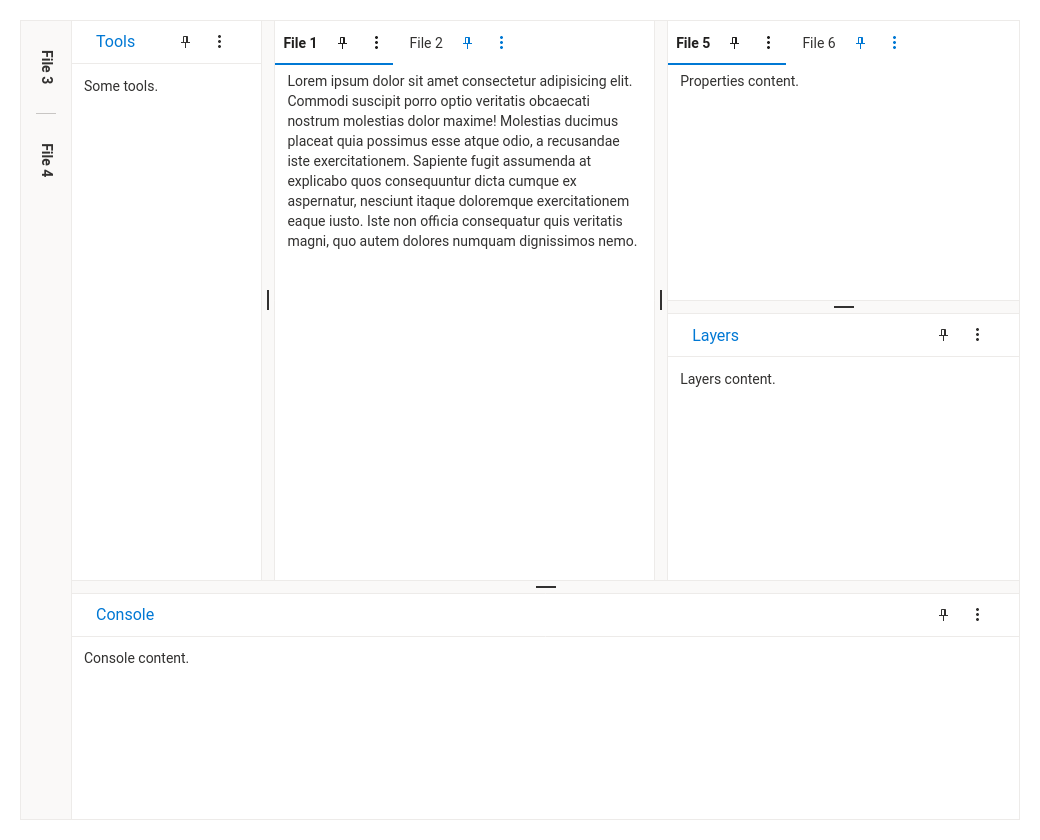 File 3
File 4
Tools
Some tools.
File 1
File 2
Lorem ipsum dolor sit amet consectetur adipisicing elit.
Commodi suscipit porro optio veritatis obcaecati
nostrum molestias dolor maxime! Molestias ducimus
placeat quia possimus esse atque odio, a recusandae
iste exercitationem. Sapiente fugit assumenda at
explicabo quos consequuntur dicta cumque ex
aspernatur, nesciunt itaque doloremque exercitationem
eaque iusto. Iste non officia consequatur quis veritatis
magni, quo autem dolores numquam dignissimos nemo.
File 5
File 6
Properties content.
Layers
Layers content.
Console
Console content.